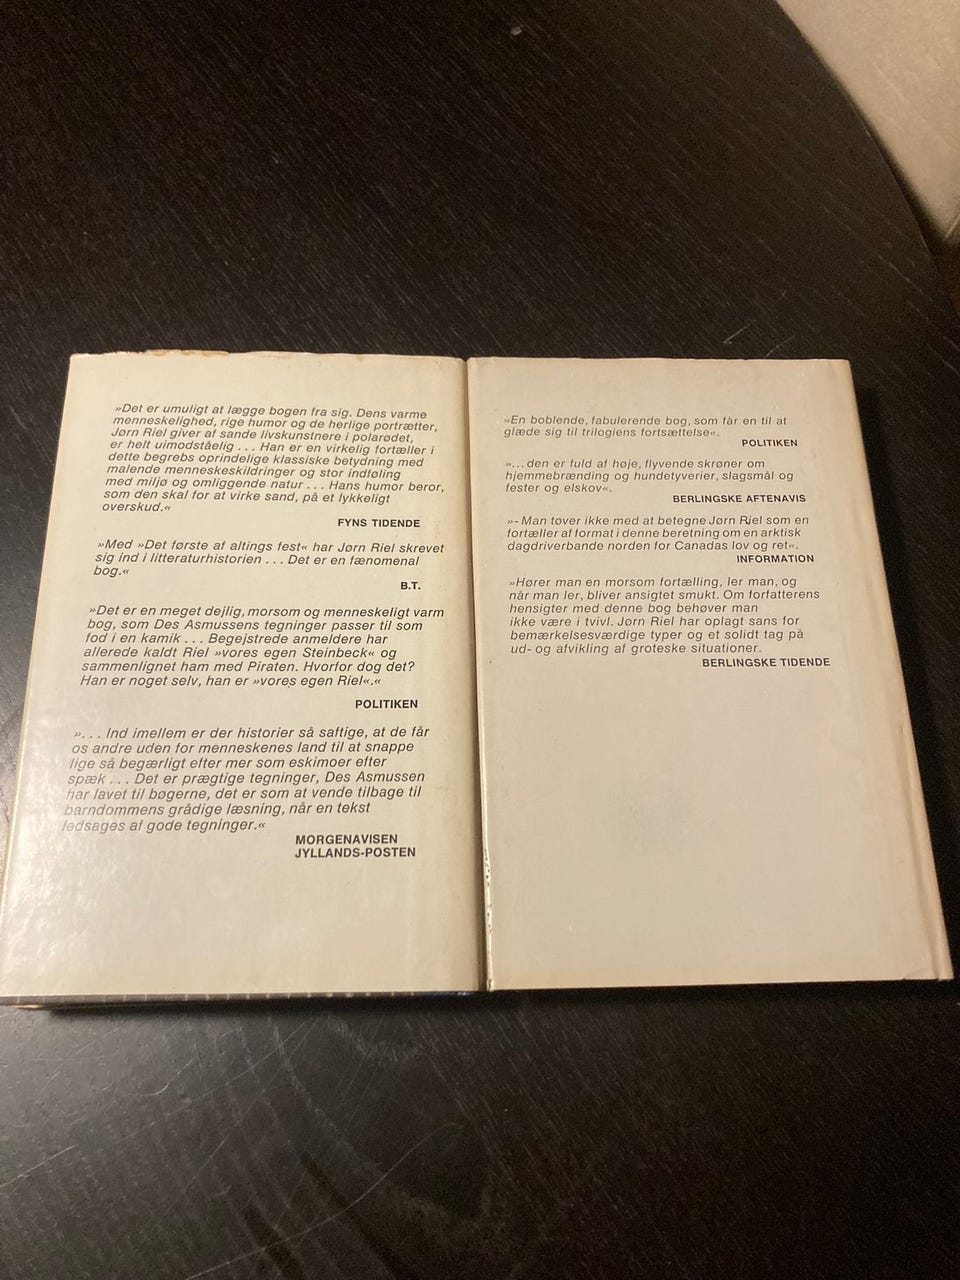 »Det er umuligt at lægge bogen fra sig. Dens varme
menneskelighed, rige humor og de herlige portrætter,
Jørn Riel giver af sande livskunstnere i polarødet,
er helt uimodståelig . . . Han er en virkelig fortæller i
dette begrebs oprindelige klassiske betydning med
malende menneskeskildringer og stor indføling
med miljø og omliggende natur . . . Hans humor beror,
som den skal for at virke sand, på et lykkeligt
overskud.«
FYNS TIDENDE
»Med »Det første af altings fest« har Jørn Riel skrevet
sig ind i litteraturhistorien . . . Det er en fænomenal
bog.«
B.T.
»Det er en meget dejlig, morsom og menneskeligt varm
bog, som Des Asmussens tegninger passer til som
fod i en kamik . . . Begejstrede anmeldere har
allerede kaldt Riel »vores egen Steinbeck« og
sammenlignet ham med Piraten. Hvorfor dog det?
Han er noget selv, han er »vores egen Riel«.«
POLITIKEN
». . . Ind imellem er der historier så saftige, at de får
os andre uden for menneskenes land til at snappe
lige så begærligt efter mer som eskimoer efter
spæk . . . Det er prægtige tegninger, Des Asmussen
har lavet til bøgerne, det er som at vende tilbage til
barndommens grådige læsning, når en tekst
ledsages af gode tegninger.«
MORGENAVISEN
JYLLANDS-POSTEN
»En boblende, fabulerende bog, som får en til at
glæde sig til trilogiens fortsættelse«.
POLITIKEN
»... den er fuld af høje, flyvende skrøner om
hjemmebrænding og hundetyverier, slagsmål og
fester og elskov«.
BERLINGSKE AFTENAVIS
»- Man tøver ikke med at betegne Jørn Riel som en
fortæller af format i denne beretning om en arktisk
dagdriverbande norden for Canadas lov og ret«.
INFORMATION
»Hører man en morsom fortælling, ler man, og
når man ler, bliver ansigtet smukt. Om forfatterens
hensigter med denne bog behøver man
ikke være i tvivl. Jørn Riel har oplagt sans for
bemærkelsesværdige typer og et solidt tag på
ud- og afvikling af groteske situationer.
BERLINGSKE TIDENDE